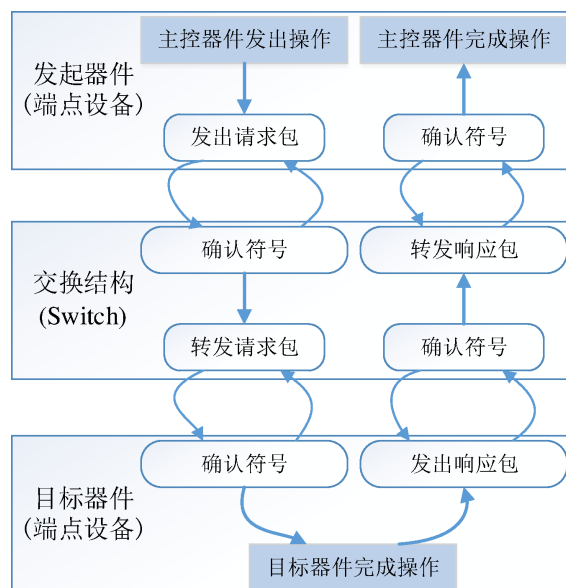 主控器件发出操作
主控器件完成操作
发起器件
(端点设备)
发出请求包
确认符号
确认符号
转发响应包
交换结构
(Switch)
转发请求包
确认符号
确认符号
发出响应包
目标器件
(端点设备)
目标器件完成操作